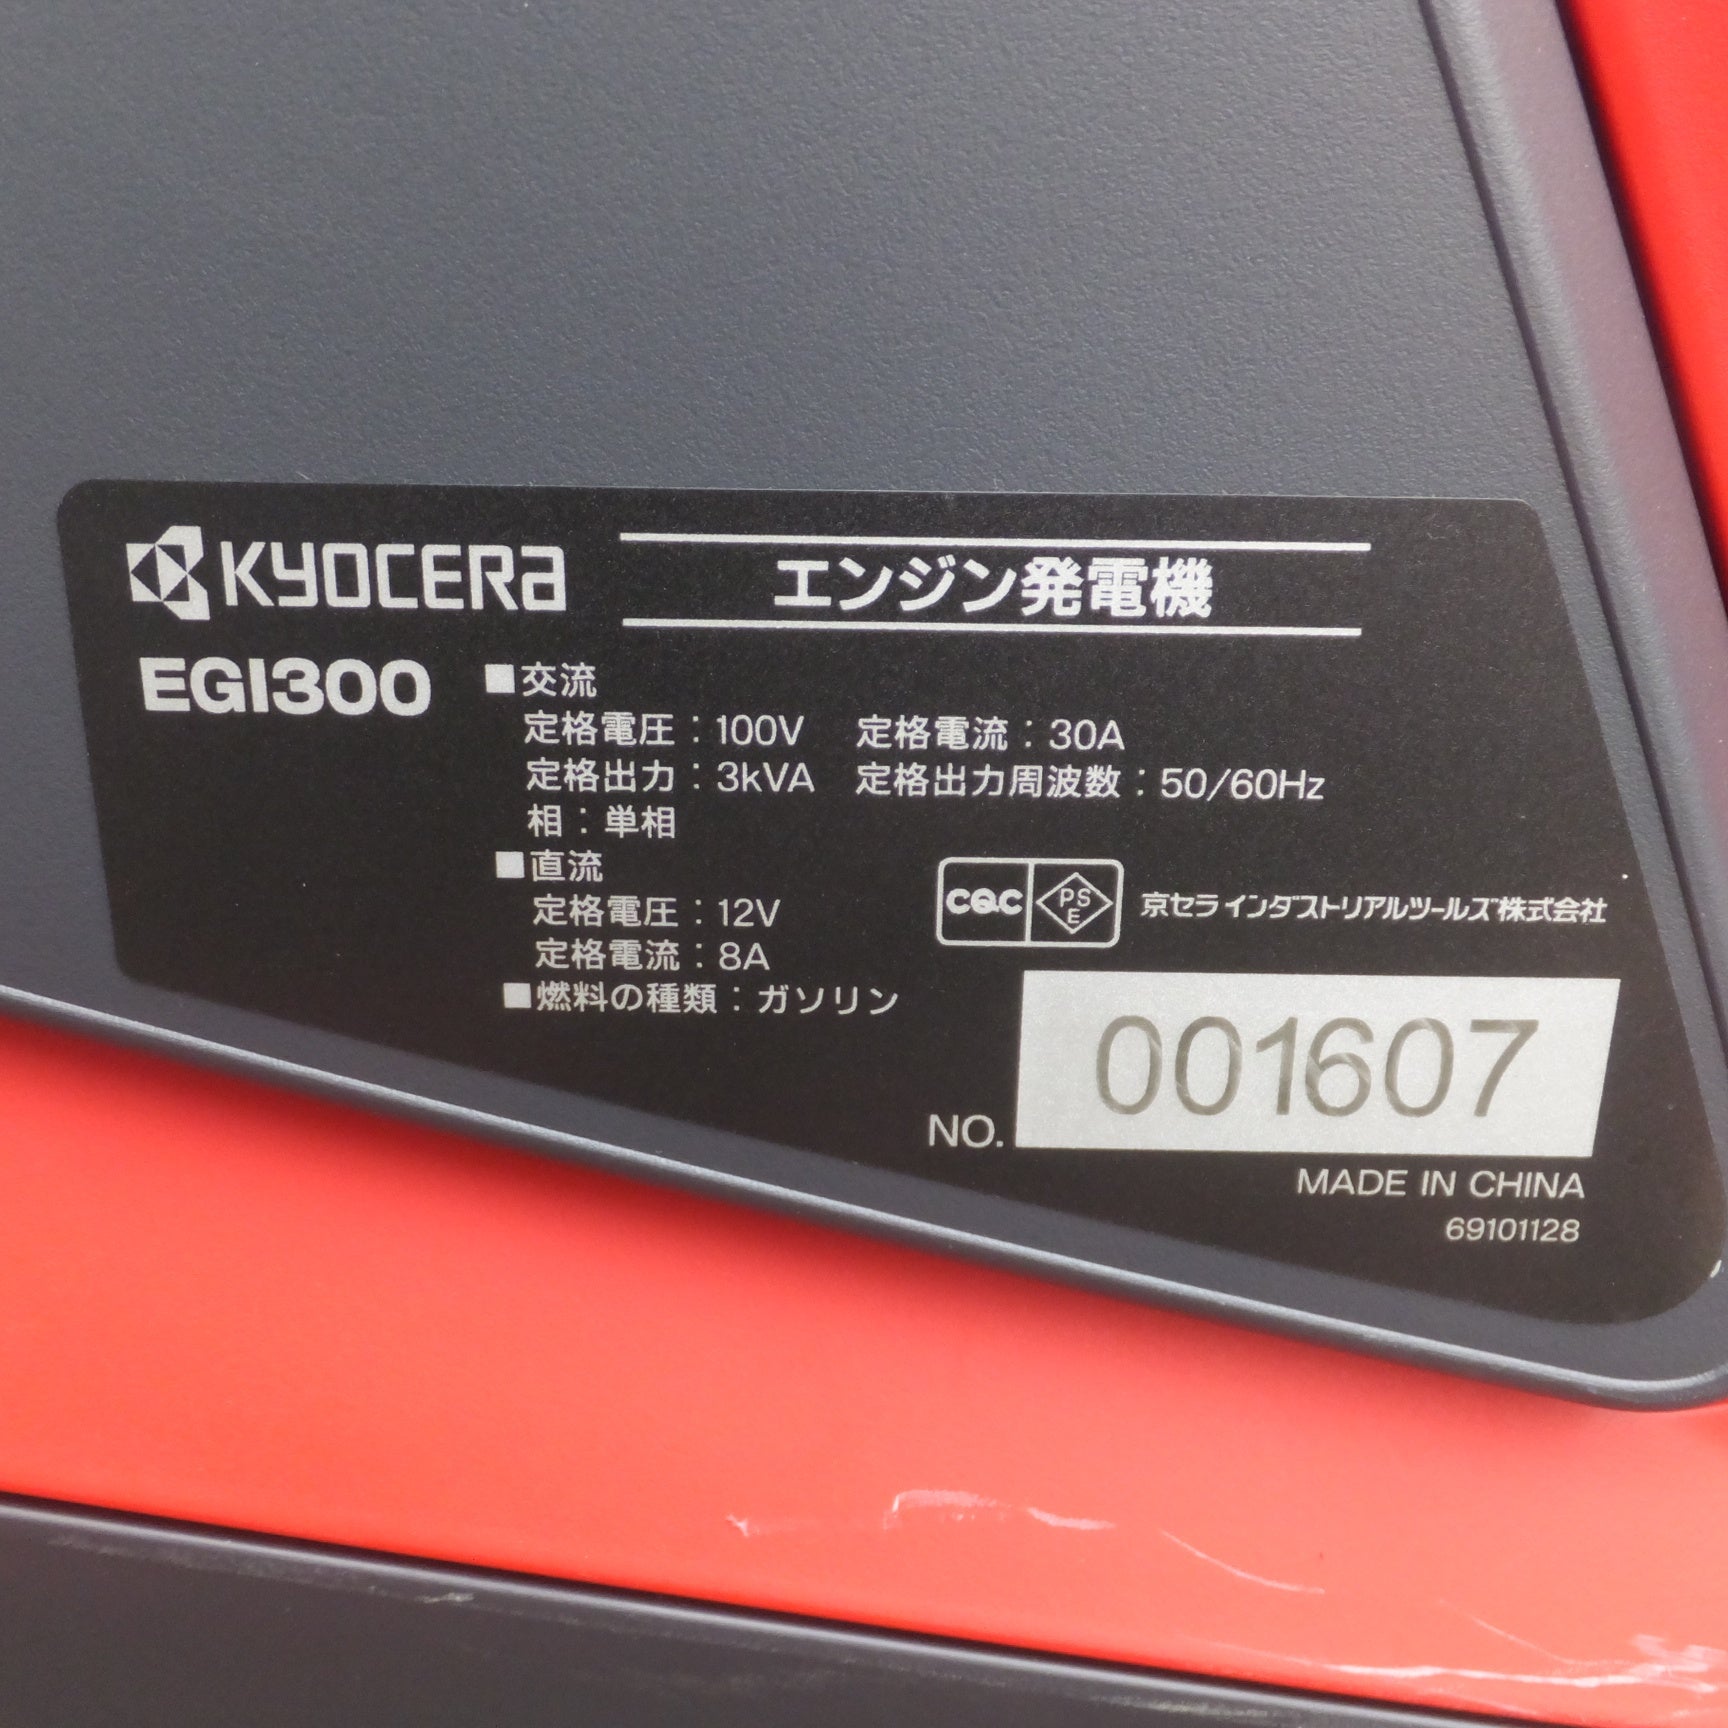 KYOCERA
エンジン発電機
EGI300
■交流
定格電圧：100V 定格電流：30A
定格出力：3kVA 定格出力周波数：50/60Hz
相：単相
■直流
定格電圧：12V
定格電流：8A
■燃料の種類：ガソリン
CQC PSE 京セラインダストリアルツールズ株式会社
NO. 001607
MADE IN CHINA
69101128